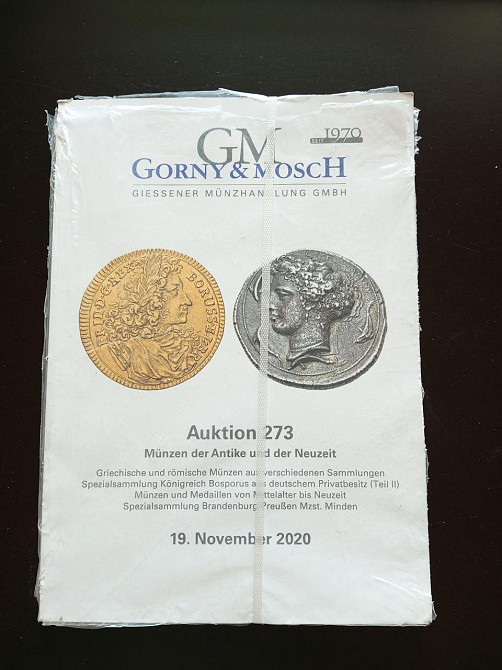 GM
SEIT 1970
GORNY & MOSCH
GIESSENER MÜNZHANDLUNG GMBH
Auktion 273
Münzen der Antike und der Neuzeit
Griechische und römische Münzen aus verschiedenen Sammlungen
Spezialsammlung Königreich Bosporus aus deutschem Privatbesitz (Teil II)
Münzen und Medaillen von Mittelalter bis Neuzeit
Spezialsammlung Brandenburg-Preußen Mzst. Minden
19. November 2020